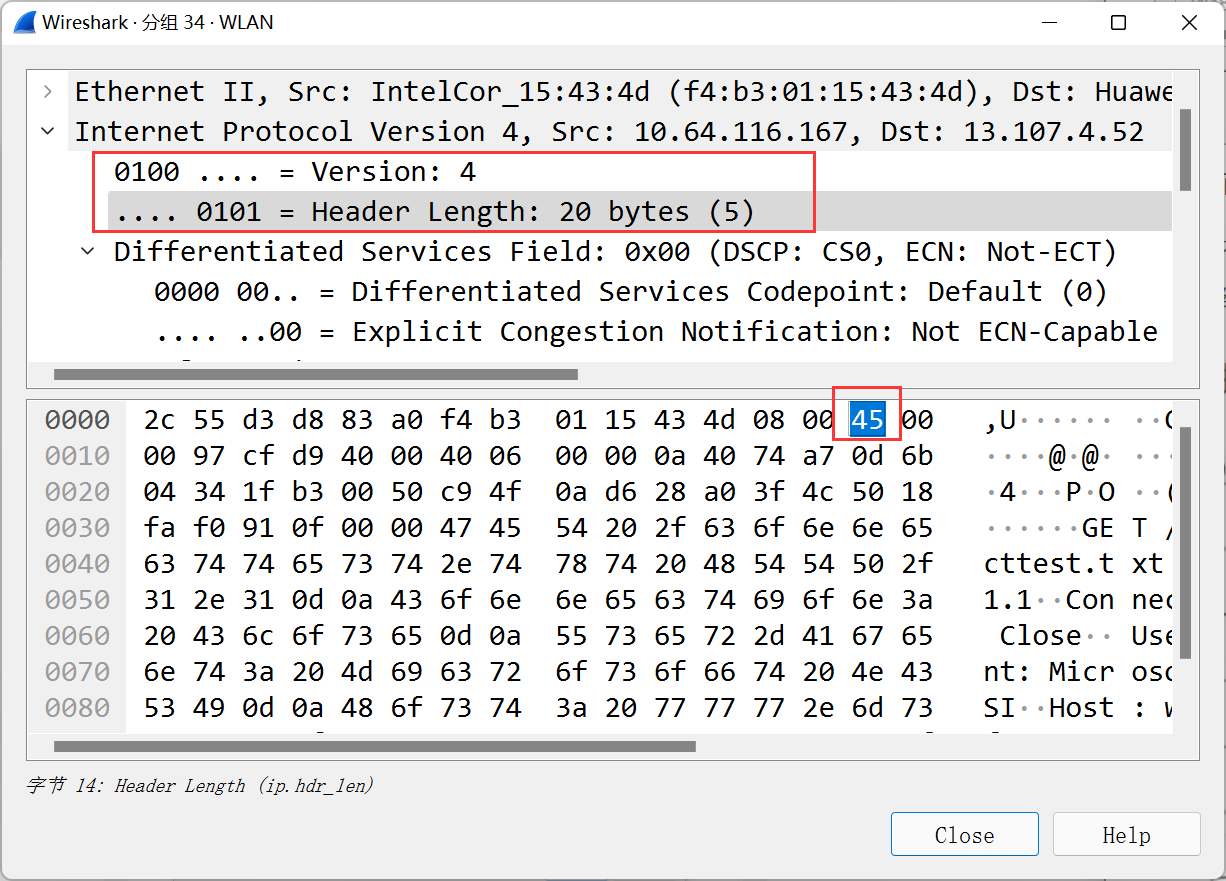 Wireshark · 分组 34 · WLAN
Ethernet II, Src: IntelCor_15:43:4d (f4:b3:01:15:43:4d), Dst: Huawe
Internet Protocol Version 4, Src: 10.64.116.167, Dst: 13.107.4.52
0100 .... = Version: 4
.... 0101 = Header Length: 20 bytes (5)
Differentiated Services Field: 0x00 (DSCP: CS0, ECN: Not-ECT)
0000 00.. = Differentiated Services Codepoint: Default (0)
.... ..00 = Explicit Congestion Notification: Not ECN-Capable
0000 2c 55 d3 d8 83 a0 f4 b3 01 15 43 4d 08 00 45 00 ,U······ ··C
0010 00 97 cf d9 40 00 40 06 00 00 0a 40 74 a7 0d 6b ····@·@· ···
0020 04 34 1f b3 00 50 c9 4f 0a d6 28 a0 3f 4c 50 18 ·4···P·O ··(
0030 fa f0 91 0f 00 00 47 45 54 20 2f 63 6f 6e 6e 65 ······GE T /
0040 63 74 74 65 73 74 2e 74 78 74 20 48 54 54 50 2f cttest.t xt
0050 31 2e 31 0d 0a 43 6f 6e 6e 65 63 74 69 6f 6e 3a 1.1··Con nec
0060 20 43 6c 6f 73 65 0d 0a 55 73 65 72 2d 41 67 65 Close·· Use
0070 6e 74 3a 20 4d 69 63 72 6f 73 6f 66 74 20 4e 43 nt: Micr oso
0080 53 49 0d 0a 48 6f 73 74 3a 20 77 77 77 2e 6d 73 SI··Host : w
字节 14: Header Length (ip.hdr_len)
Close Help